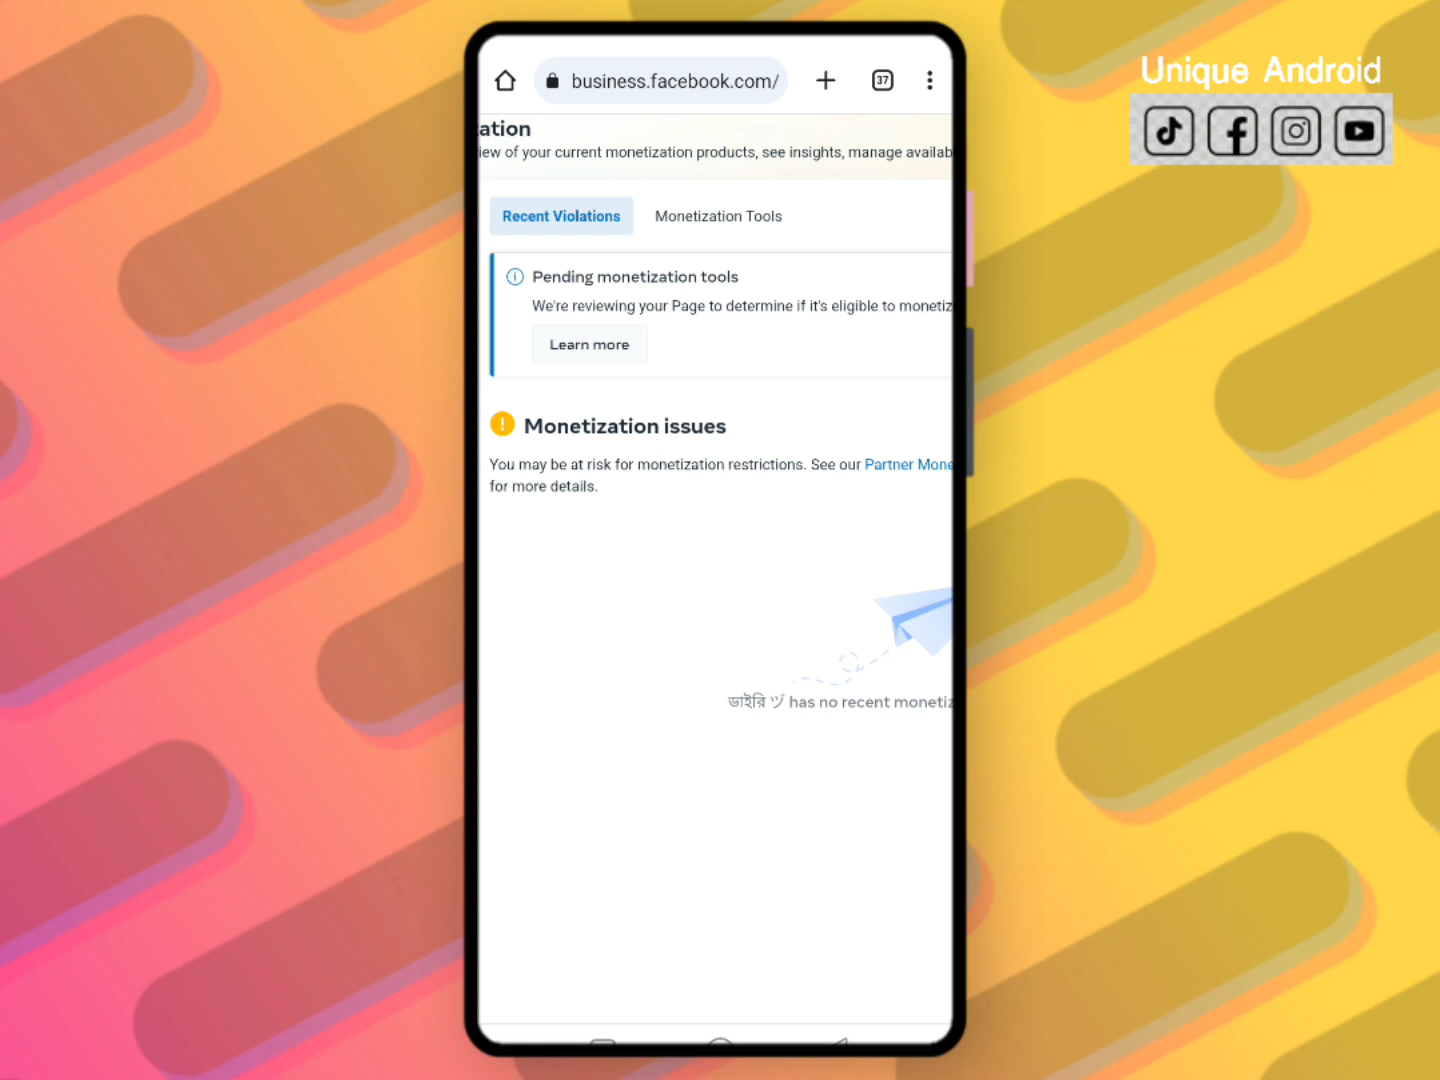 Unique Android
business.facebook.com/
37
ation
iew of your current monetization products, see insights, manage availab
Recent Violations
Monetization Tools
Pending monetization tools
We're reviewing your Page to determine if it's eligible to monetiz
Learn more
Monetization issues
You may be at risk for monetization restrictions. See our Partner Mone
for more details.
ডাইরি ヅ has no recent monetiz